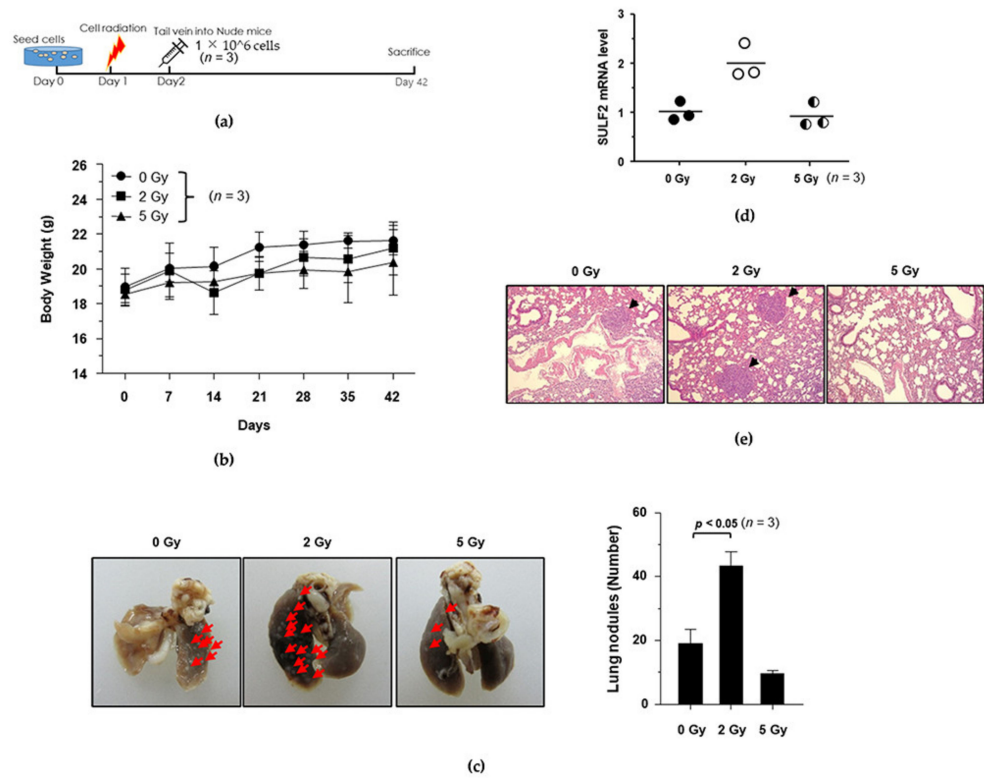 Seed cells
Cell radiation
Tail vein into Nude mice
1 × 10^6 cells
(n = 3)
Sacrifice
Day 0
Day 1
Day2
Day 42
(a)
Body Weight (g)
26
24
22
20
18
16
14
0 Gy
2 Gy
5 Gy
(n = 3)
0 7 14 21 28 35 42
Days
(b)
0 Gy 2 Gy 5 Gy
Lung nodules (Number)
60
40
20
0
p < 0.05 (n = 3)
0 Gy 2 Gy 5 Gy
(c)
SULF2 mRNA level
3
2
1
0
0 Gy 2 Gy 5 Gy (n = 3)
(d)
0 Gy 2 Gy 5 Gy
(e)